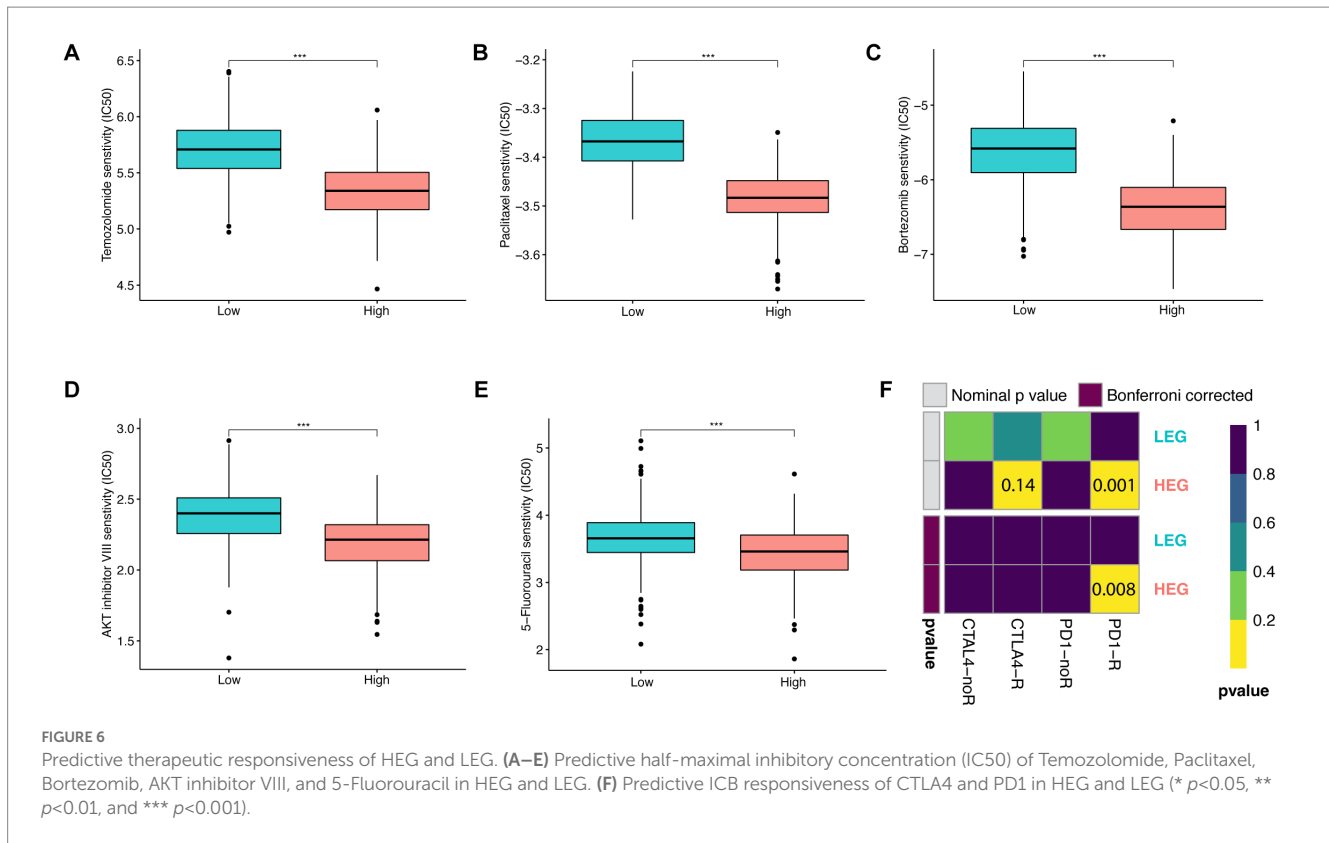 A
Temozolomide senstivity (IC50)
6.5
6.0
5.5
5.0
4.5
***
Low
High
B
Paclitaxel senstivity (IC50)
−3.2
−3.3
−3.4
−3.5
−3.6
***
Low
High
C
Bortezomib senstivity (IC50)
−5
−6
−7
***
Low
High
D
AKT inhibitor VIII senstivity (IC50)
3.0
2.5
2.0
1.5
***
Low
High
E
5−Fluorouracil senstivity (IC50)
5
4
3
2
***
Low
High
F
Nominal p value
Bonferroni corrected
LEG
0.14
0.001
HEG
LEG
0.008
HEG
pvalue
CTAL4−noR
CTLA4−R
PD1−noR
PD1−R
1
0.8
0.6
0.4
0.2
pvalue
FIGURE 6
Predictive therapeutic responsiveness of HEG and LEG. (A–E) Predictive half-maximal inhibitory concentration (IC50) of Temozolomide, Paclitaxel,
Bortezomib, AKT inhibitor VIII, and 5-Fluorouracil in HEG and LEG. (F) Predictive ICB responsiveness of CTLA4 and PD1 in HEG and LEG (* p<0.05, **
p<0.01, and *** p<0.001).